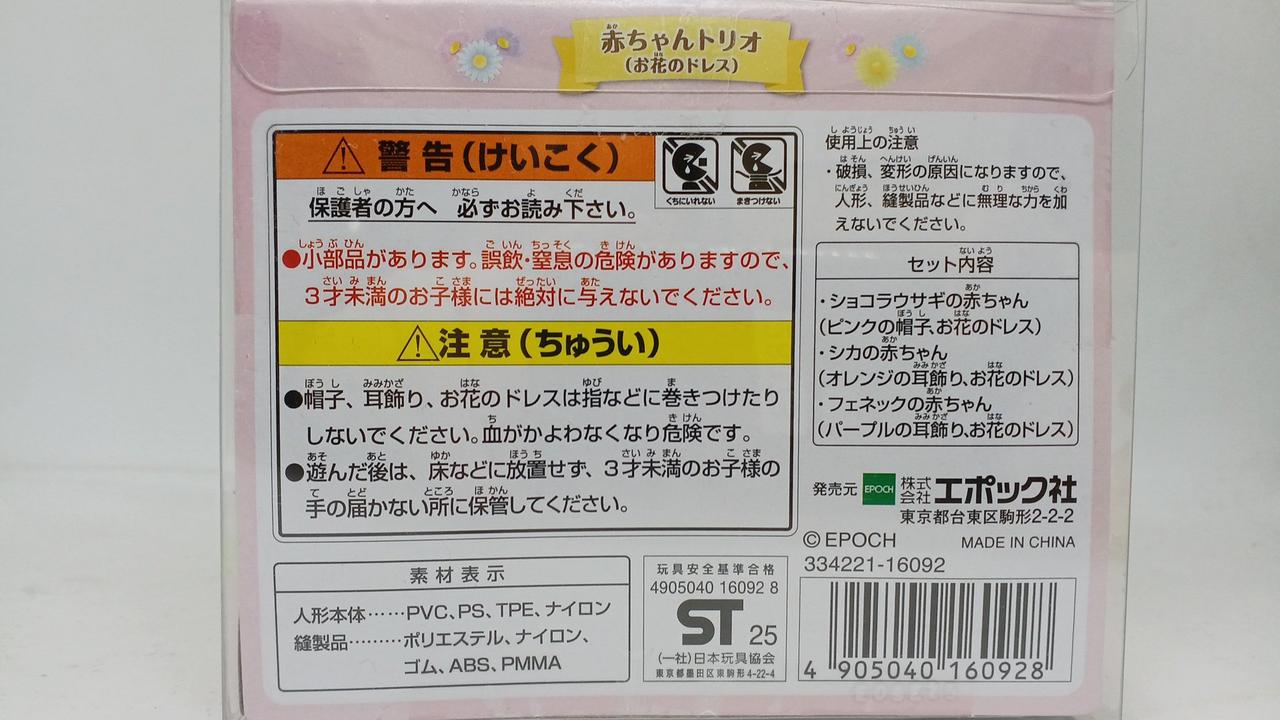 赤ちゃんトリオ
(お花のドレス)
警告(けいこく)
くちにいれない
まきつけない
保護者の方へ 必ずお読み下さい。
●小部品があります。誤飲・窒息の危険がありますので、
3才未満のお子様には絶対に与えないでください。
注意(ちゅうい)
●帽子、耳飾り、お花のドレスは指などに巻きつけたり
しないでください。血がかよわなくなり危険です。
●遊んだ後は、床などに放置せず、3才未満のお子様の
手の届かない所に保管してください。
使用上の注意
・破損、変形の原因になりますので、
人形、縫製品などに無理な力を加
えないでください。
セット内容
・ショコラウサギの赤ちゃん
(ピンクの帽子、お花のドレス)
・シカの赤ちゃん
(オレンジの耳飾り、お花のドレス)
・フェネックの赤ちゃん
(パープルの耳飾り、お花のドレス)
発売元 EPOCH 株式会社エポック社
東京都台東区駒形2-2-2
©EPOCH MADE IN CHINA
334221-16092
素材表示
人形本体……PVC、PS、TPE、ナイロン
縫製品………ポリエステル、ナイロン、
ゴム、ABS、PMMA
玩具安全基準合格
4905040 16092 8
ST 25
(一社)日本玩具協会
東京都墨田区東駒形4-22-4
4 905040 160928